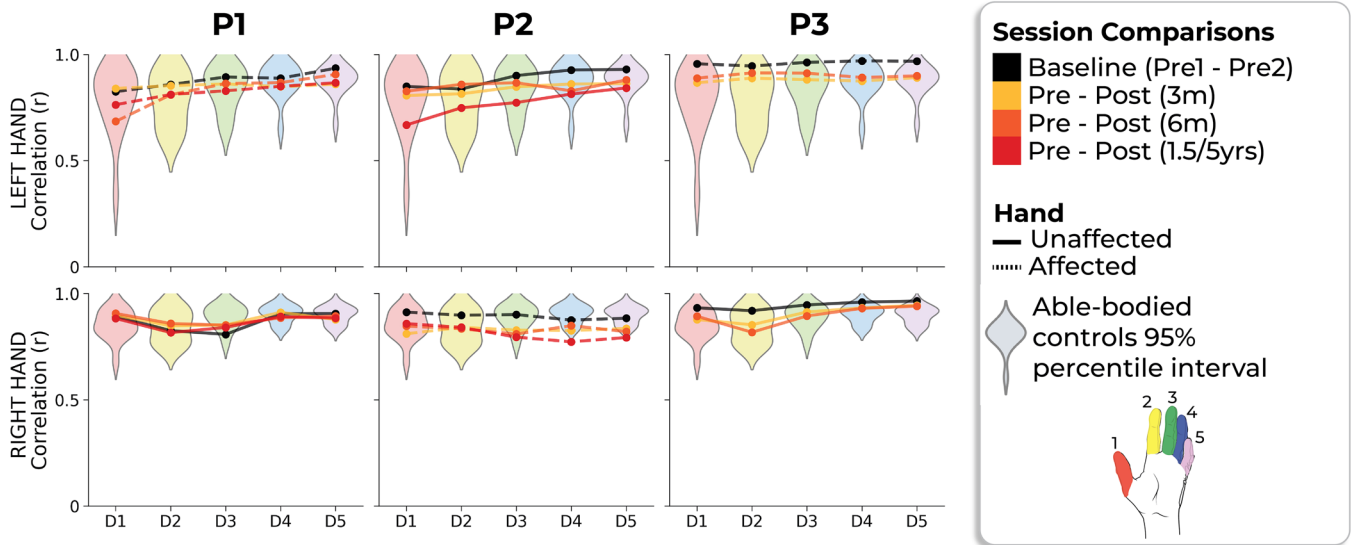 P1
P2
P3
LEFT HAND
Correlation (r)
1.0
0.5
0
RIGHT HAND
Correlation (r)
1.0
0.5
0
D1 D2 D3 D4 D5
D1 D2 D3 D4 D5
D1 D2 D3 D4 D5
Session Comparisons
Baseline (Pre1 - Pre2)
Pre - Post (3m)
Pre - Post (6m)
Pre - Post (1.5/5yrs)
Hand
Unaffected
Affected
Able-bodied
controls 95%
percentile interval
1
2
3
4
5